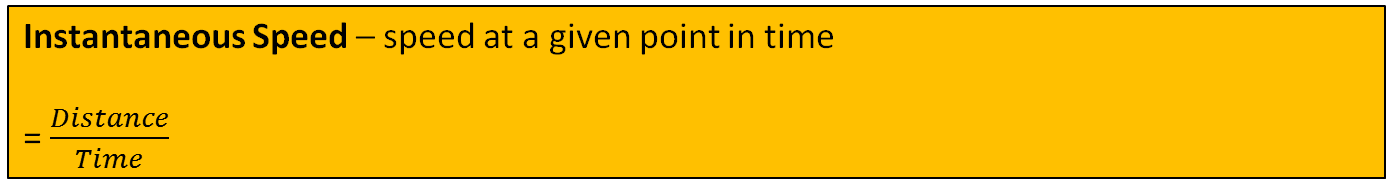 Instantaneous Speed – speed at a given point in time
= Distance
Time